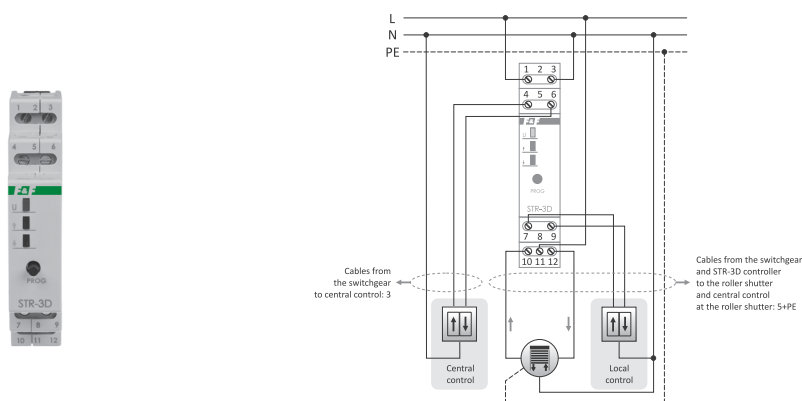 1 2 3
4 5 6
F&F
U
PROG
STR-3D
7 8 9
10 11 12
L
N
PE
1 2 3
4 5 6
F&F
U
PROG
STR-3D
7 8 9
10 11 12
Cables from
the switchgear
to central control: 3
Cables from the switchgear
and STR-3D controller
to the roller shutter
and central control
at the roller shutter: 5+PE
Central
control
Local
control